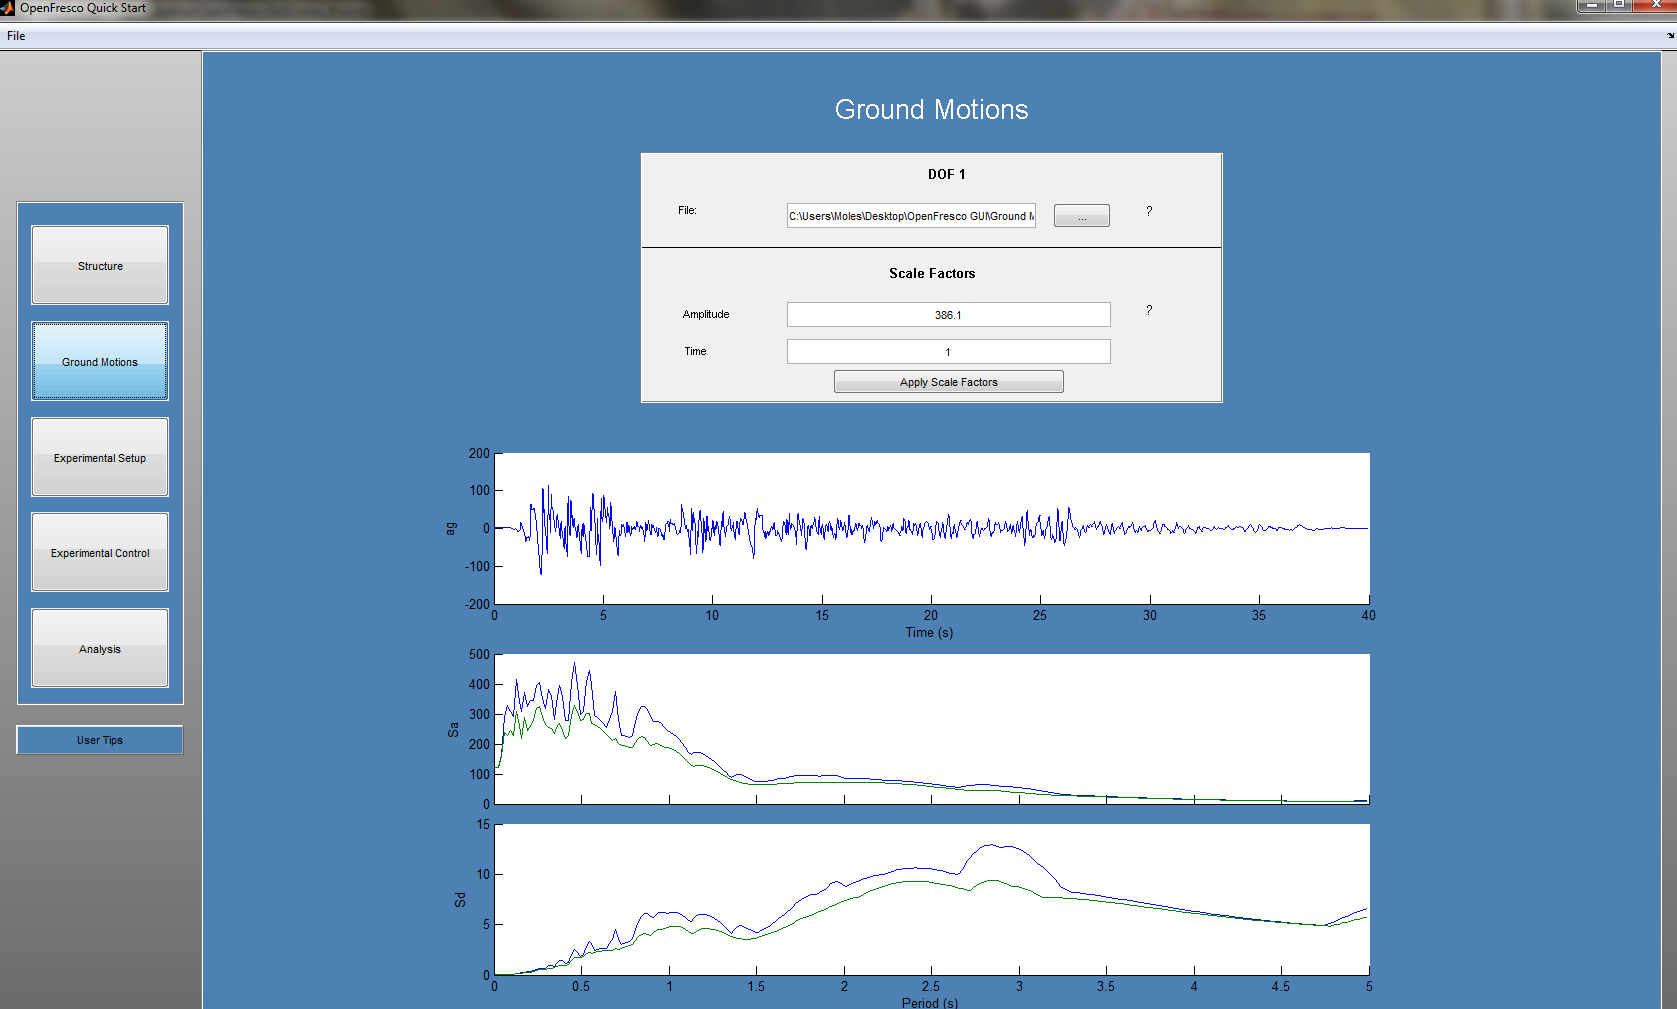 OpenFresco Quick Start
File
Structure
Ground Motions
Experimental Setup
Experimental Control
Analysis
User Tips
Ground Motions
DOF 1
File:
C:\Users\Moles\Desktop\OpenFresco GUI\Ground
...
?
Scale Factors
Amplitude
386.1
?
Time
1
Apply Scale Factors
200
100
0
-100
-200
ag
0 5 10 15 20 25 30 35 40
Time (s)
500
400
300
200
100
0
Sa
15
10
5
0
Sd
0 0.5 1 1.5 2 2.5 3 3.5 4 4.5 5
Period (s)